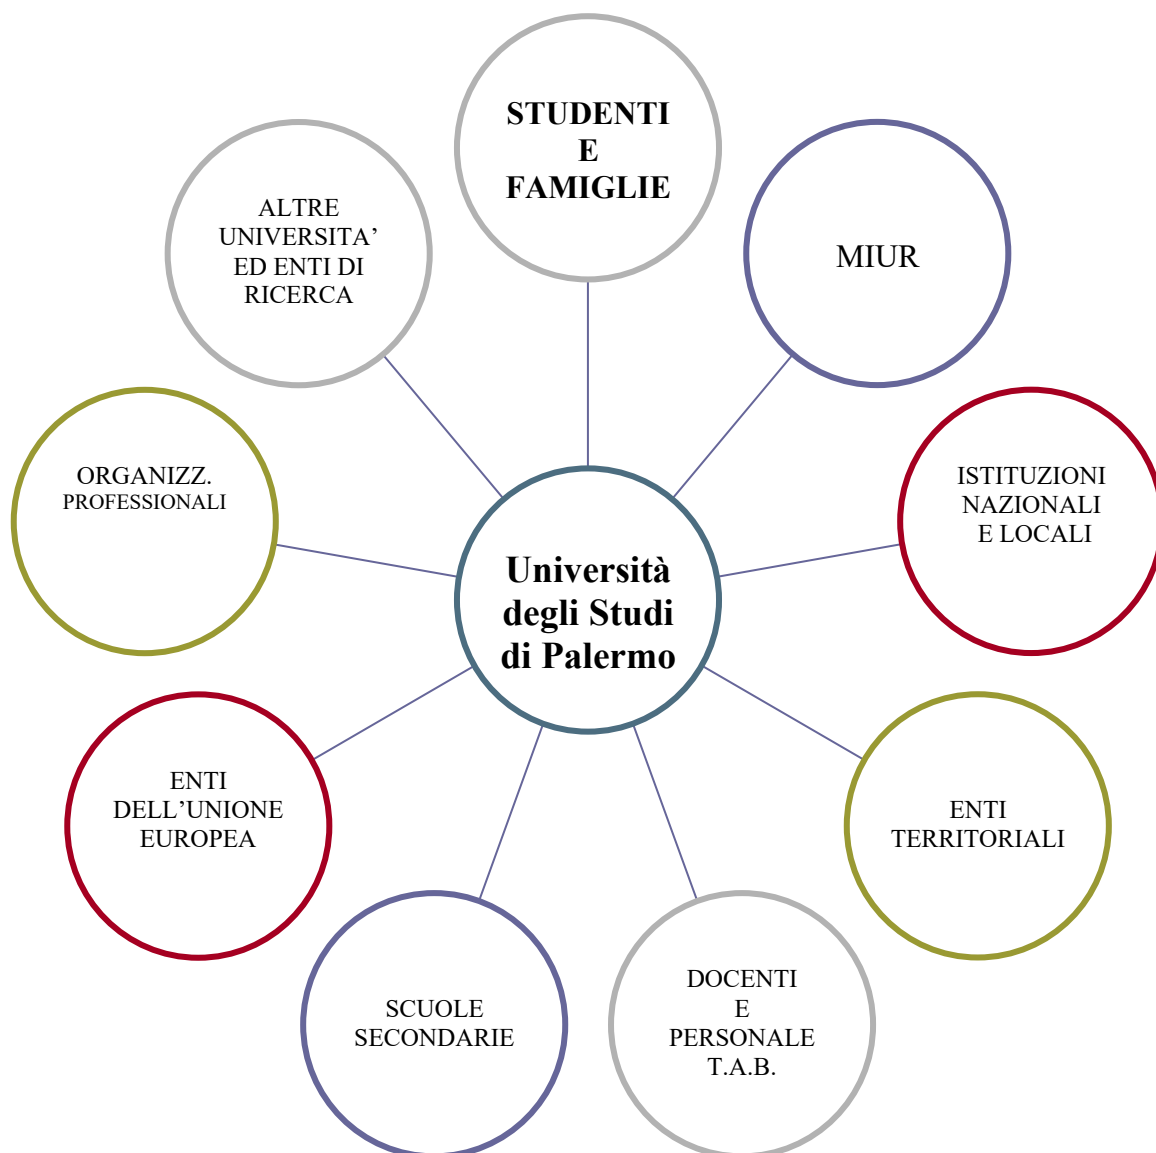 STUDENTI
E
FAMIGLIE
ALTRE
UNIVERSITA’
ED ENTI DI
RICERCA
MIUR
ORGANIZZ.
PROFESSIONALI
ISTITUZIONI
NAZIONALI
E LOCALI
Università
degli Studi
di Palermo
ENTI
DELL’UNIONE
EUROPEA
ENTI
TERRITORIALI
SCUOLE
SECONDARIE
DOCENTI
E
PERSONALE
T.A.B.